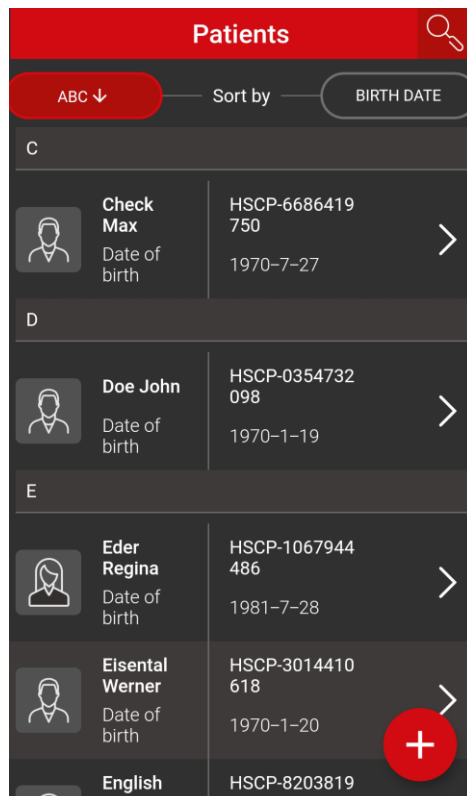 Patients
ABC ↓ Sort by BIRTH DATE
C
Check
Max
HSCP-6686419
750
Date of
birth
1970-7-27
D
Doe John
HSCP-0354732
098
Date of
birth
1970-1-19
E
Eder
Regina
HSCP-1067944
486
Date of
birth
1981-7-28
Eisental
Werner
HSCP-3014410
618
Date of
birth
1970-1-20
English
HSCP-8203819